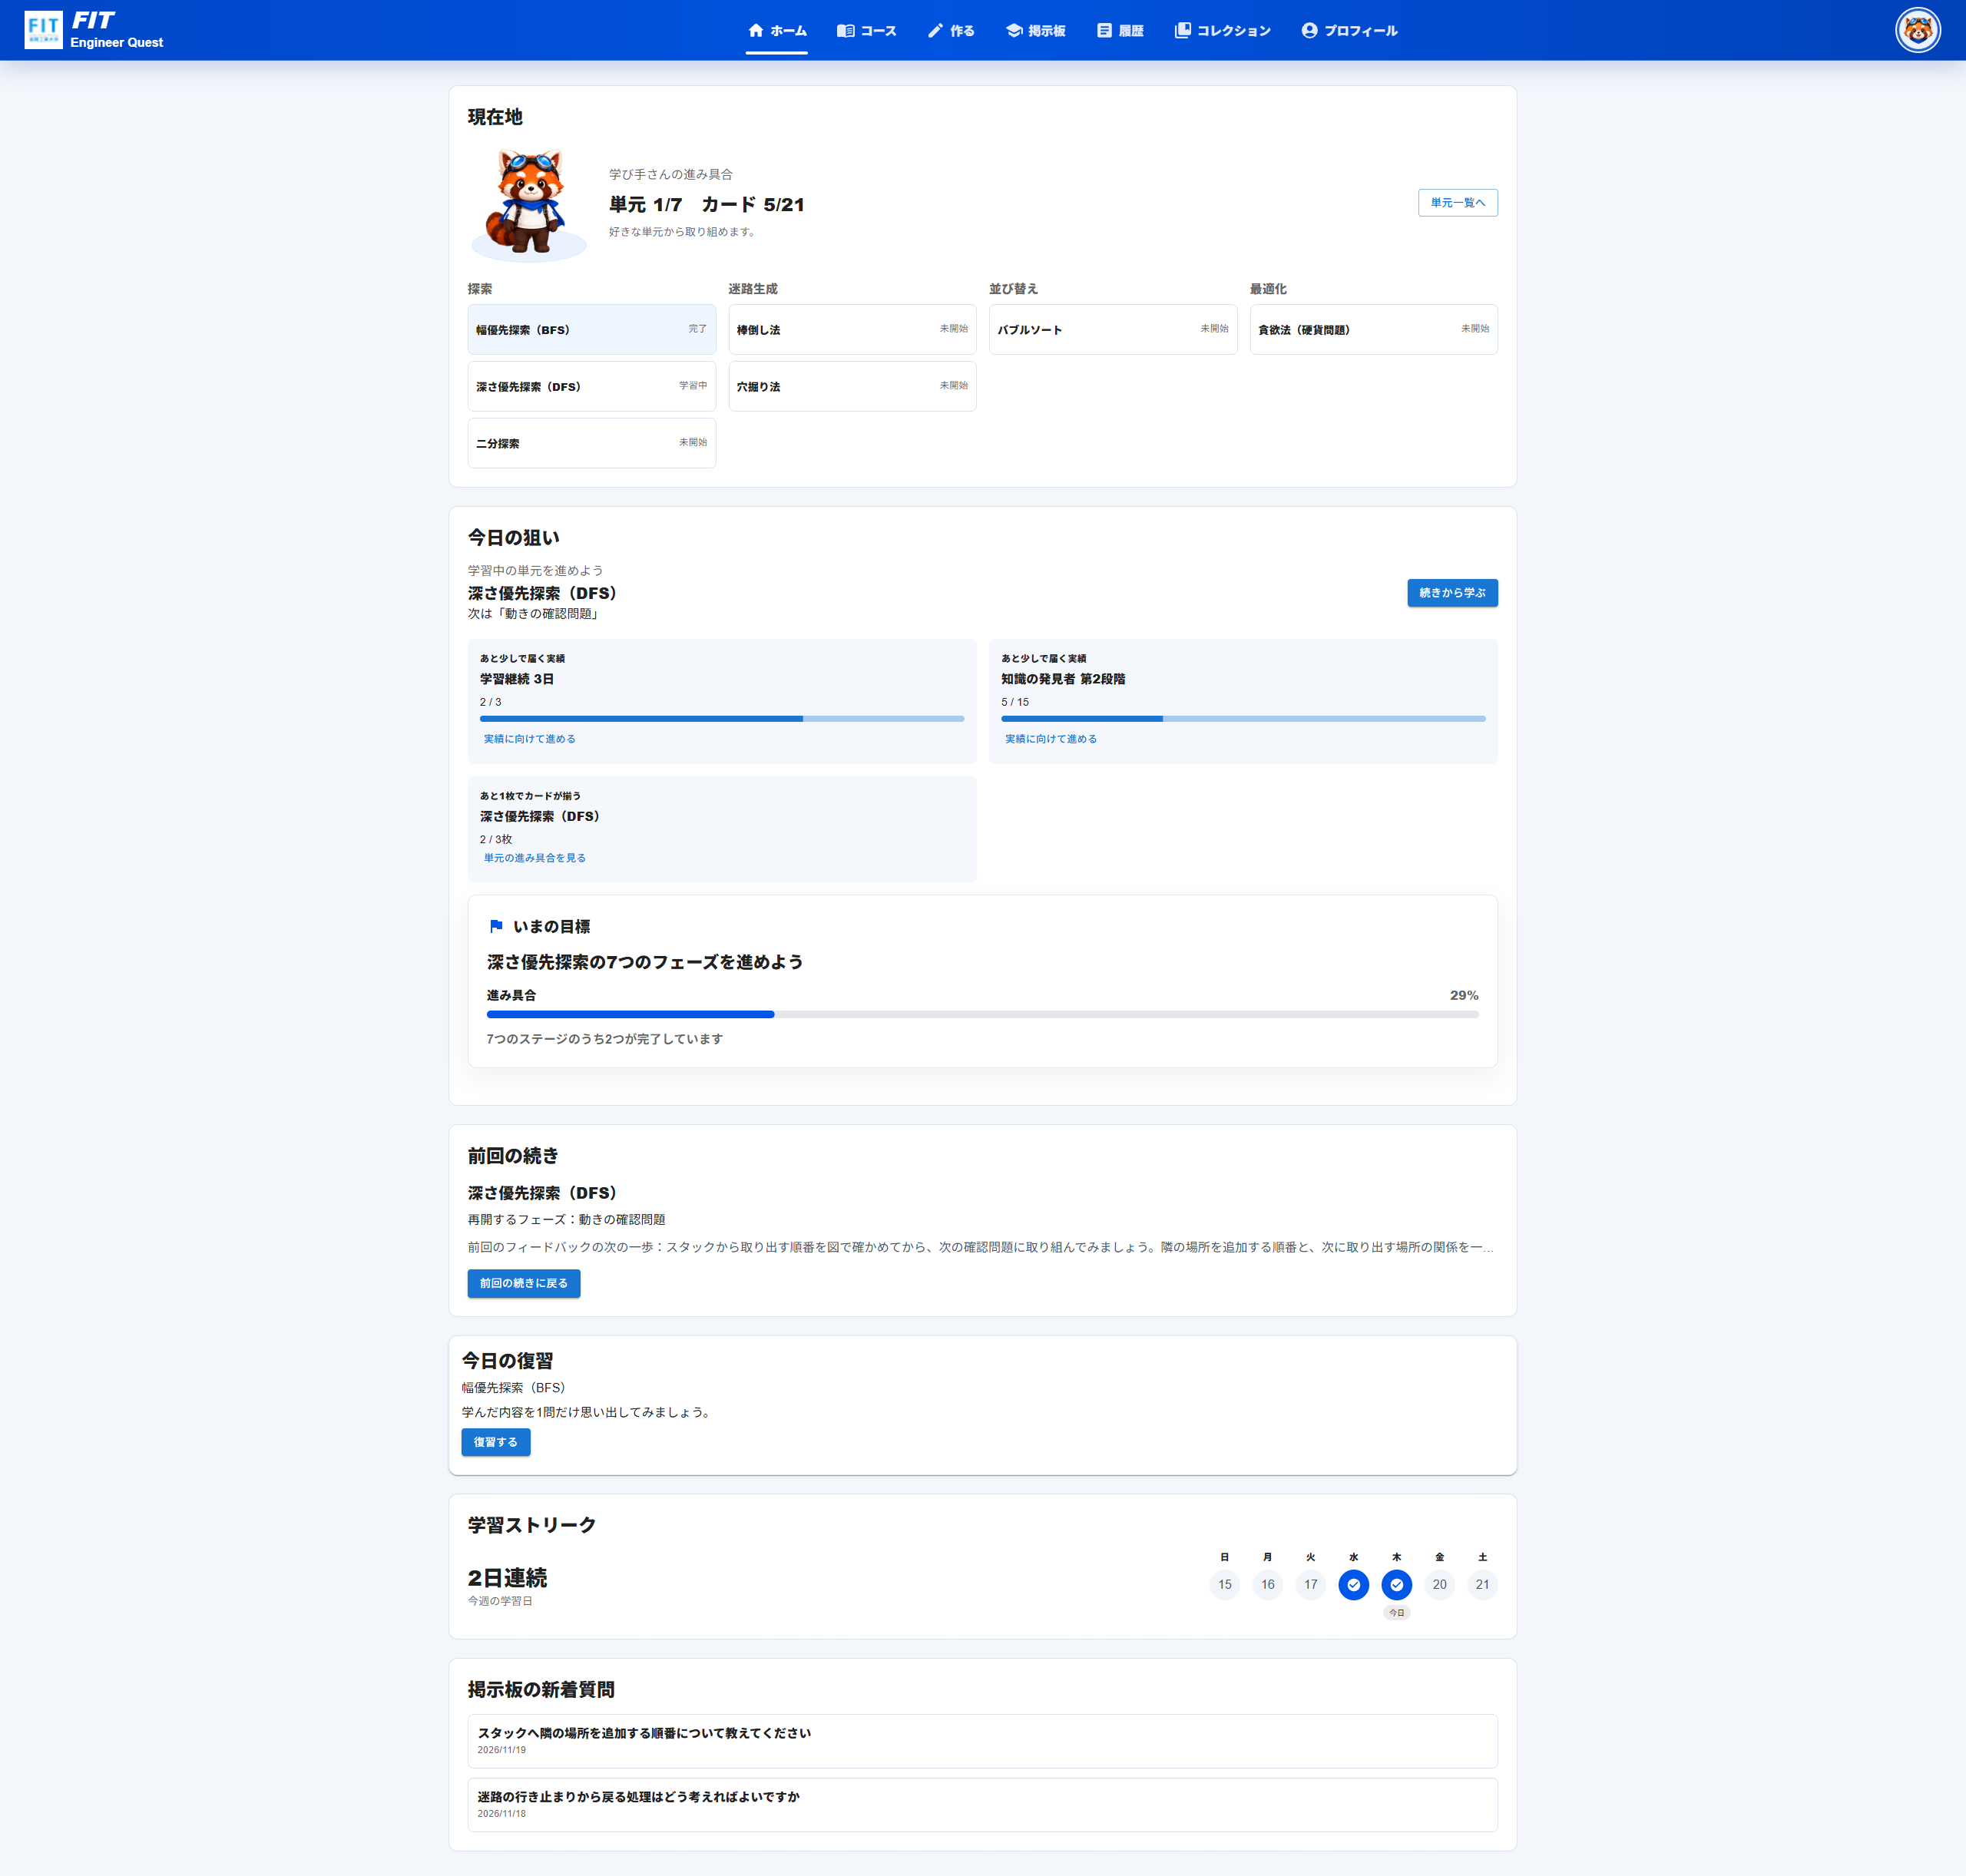 FIT
FIT
Engineer Quest
ホーム
コース
作る
掲示板
履歴
コレクション
プロフィール
現在地
学び手さんの進み具合
単元 1/7 カード 5/21
好きな単元から取り組めます。
単元一覧へ
探索
幅優先探索（BFS） 完了
深さ優先探索（DFS） 学習中
二分探索 未開始
迷路生成
棒倒し法 未開始
穴掘り法 未開始
並び替え
バブルソート 未開始
最適化
貪欲法（硬貨問題） 未開始
今日の狙い
学習中の単元を進めよう
深さ優先探索（DFS）
次は「動きの確認問題」
続きから学ぶ
あと少しで届く実績
学習継続 3日
2 / 3
実績に向けて進める
あと少しで届く実績
知識の発見者 第2段階
5 / 15
実績に向けて進める
あと1枚でカードが揃う
深さ優先探索（DFS）
2 / 3枚
単元の進み具合を見る
いまの目標
深さ優先探索の7つのフェーズを進めよう
進み具合 29%
7つのステージのうち2つが完了しています
前回の続き
深さ優先探索（DFS）
再開するフェーズ：動きの確認問題
前回のフィードバックの次の一歩：スタックから取り出す順番を図で確かめてから、次の確認問題に取り組んでみましょう。隣の場所を追加する順番と、次に取り出す場所の関係を一…
前回の続きに戻る
今日の復習
幅優先探索（BFS）
学んだ内容を1問だけ思い出してみましょう。
復習する
学習ストリーク
2日連続
今週の学習日
日 月 火 水 木 金 土
15 16 17 20 21
今日
掲示板の新着質問
スタックへ隣の場所を追加する順番について教えてください
2026/11/19
迷路の行き止まりから戻る処理はどう考えればよいですか
2026/11/18